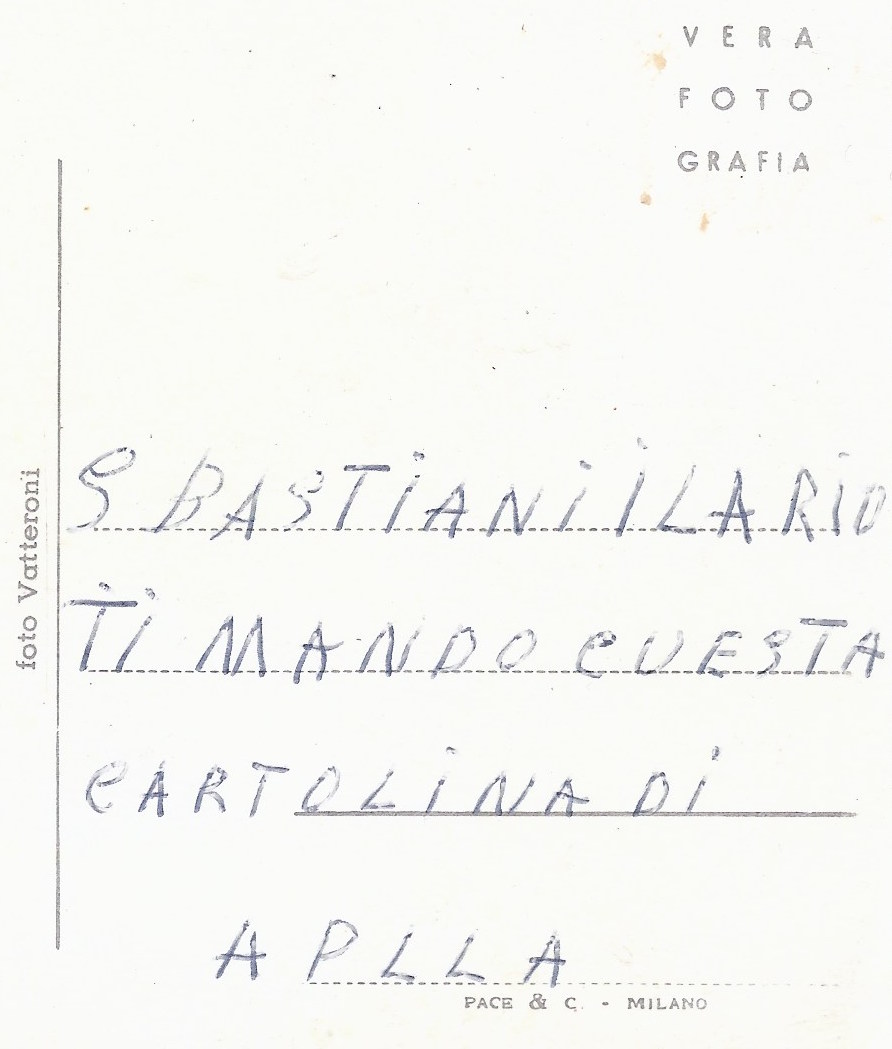 VERA
FOTO
GRAFIA
foto Vatteroni
S BASTIANI ILARIO
TI MANDO CUESTA
CARTOLINA DI
APLLA
PACE & C. - MILANO